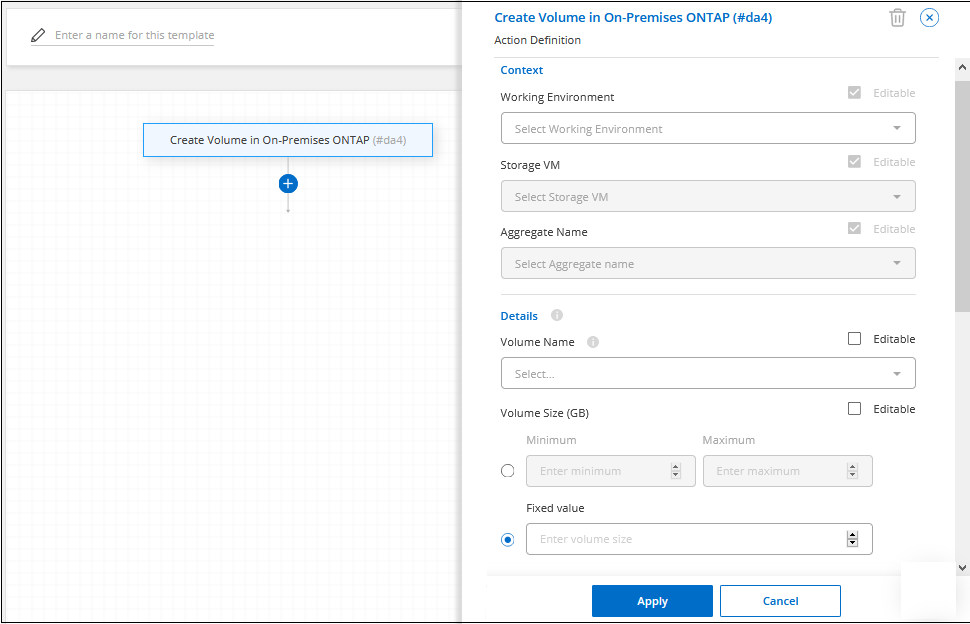 Enter a name for this template
Create Volume in On-Premises ONTAP (#da4)
Create Volume in On-Premises ONTAP (#da4)
Action Definition
Context
Working Environment
Editable
Select Working Environment
Storage VM
Editable
Select Storage VM
Aggregate Name
Editable
Select Aggregate name
Details
Volume Name
Editable
Select...
Volume Size (GB)
Editable
Minimum Maximum
Enter minimum Enter maximum
Fixed value
Enter volume size
Apply Cancel